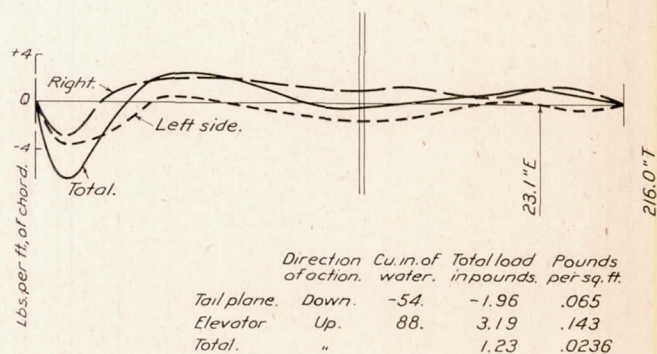 +4
Right.
0
Left side.
-4
Total.
Lbs. per ft., of chord.
23.1"E
216.0"T
Direction of action. Cu. in. of water. Total load in pounds. Pounds per sq. ft.
Tail plane. Down. -54. -1.96 .065
Elevator Up. 88. 3.19 .143
Total. " 1.23 .0236